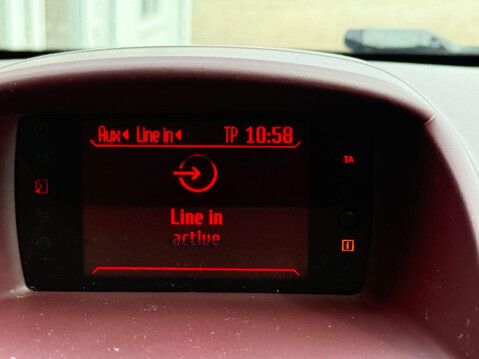 Aux Line in TP 10:58
TA
Line in
active
i